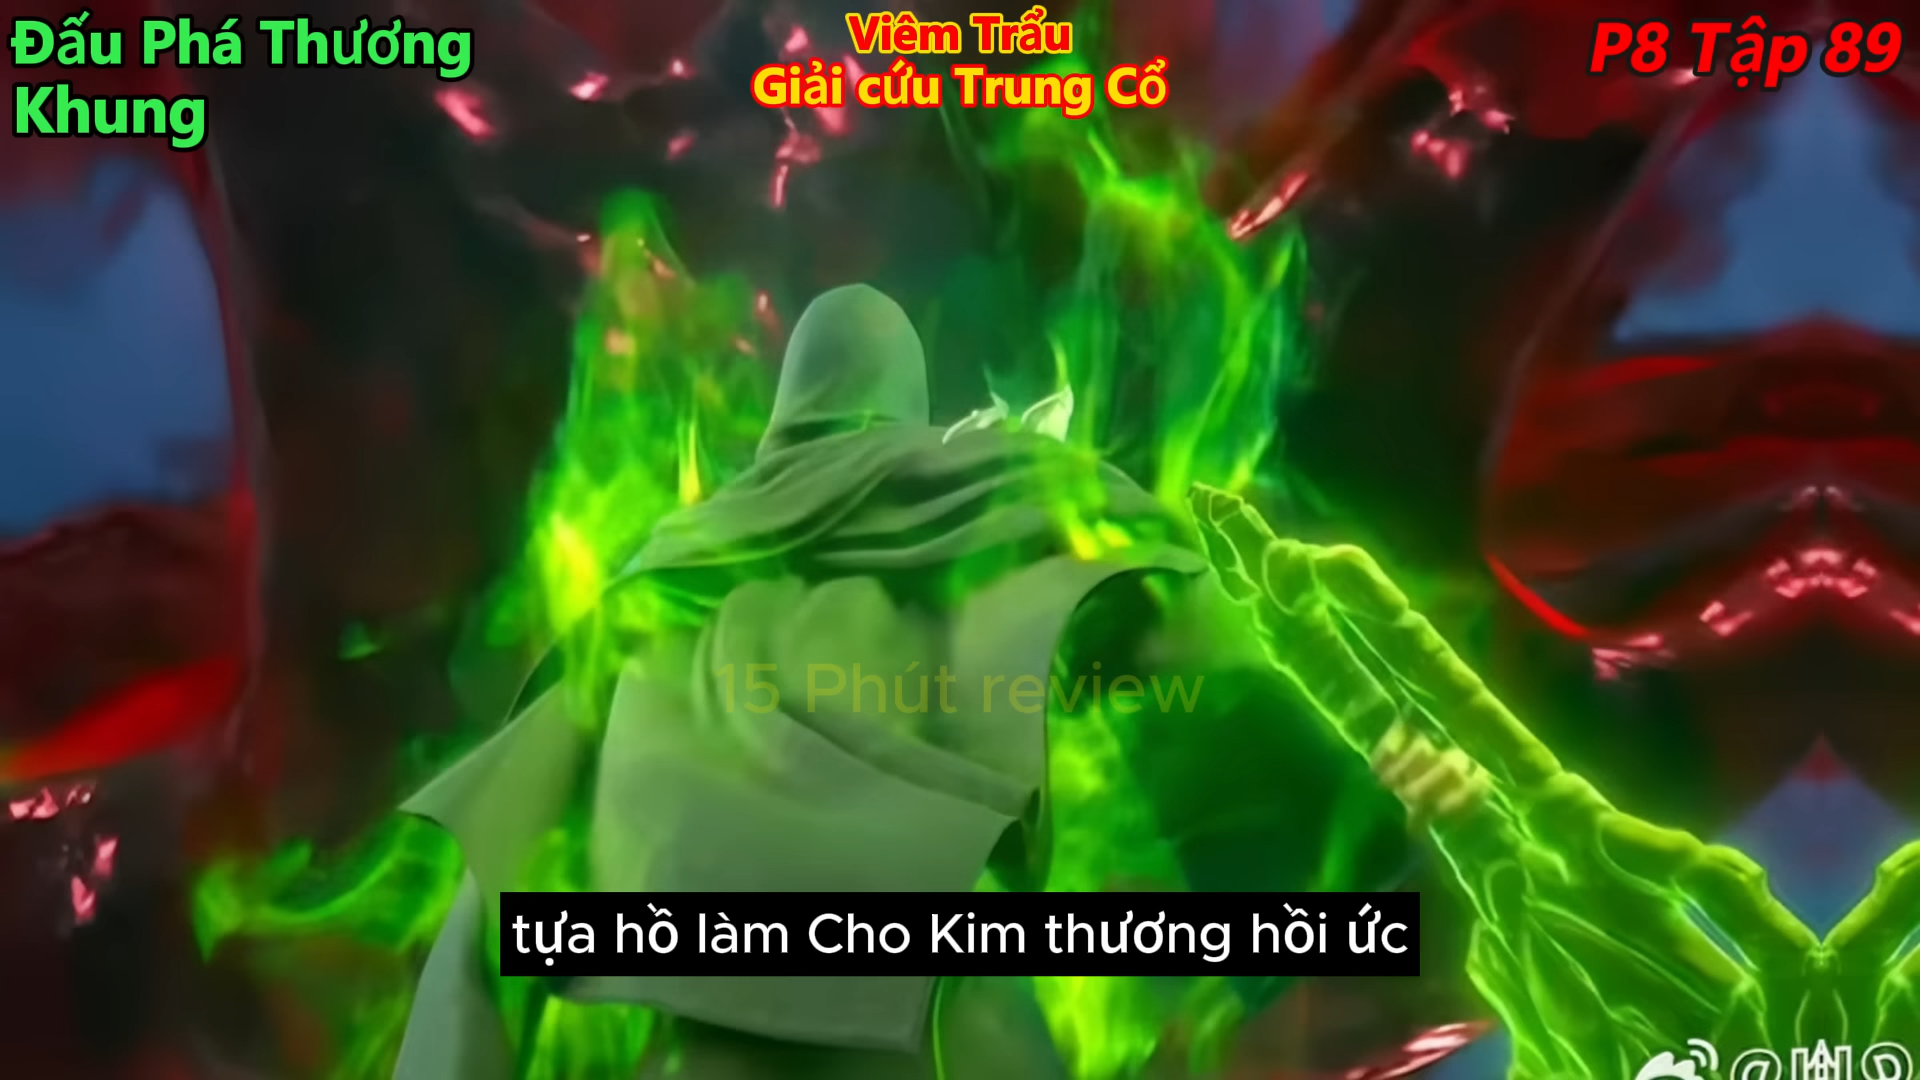 Đấu Phá Thương
Khung
Viêm Trẩu
Giải cứu Trung Cổ
P8 Tập 89
15 Phút review
tựa hồ làm Cho Kim thương hồi ức